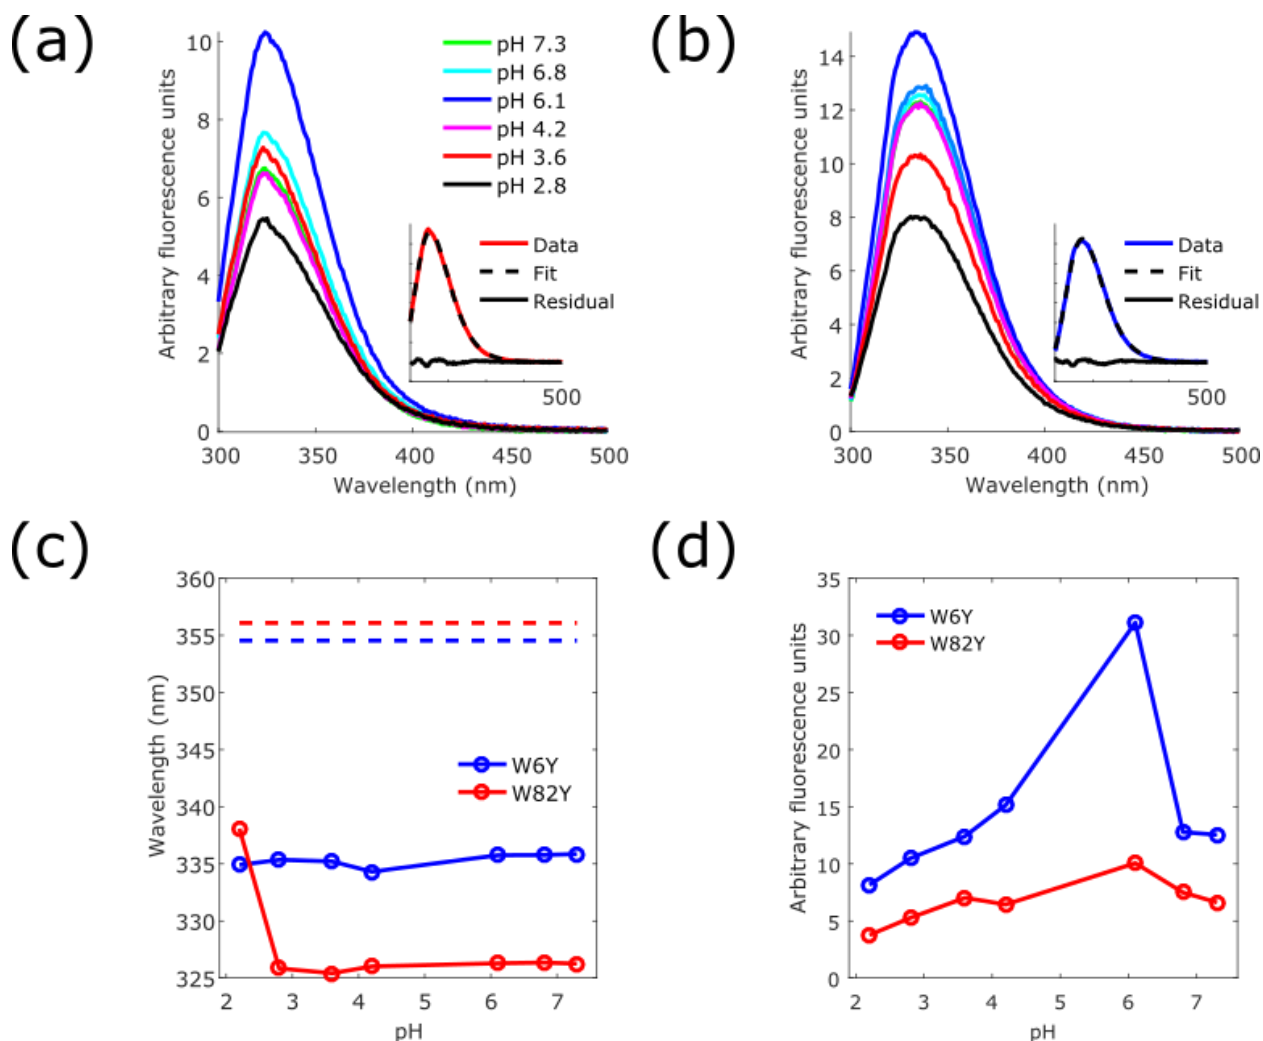 (a)
Arbitrary fluorescence units
10
8
6
4
2
0
300
350
400
450
500
Wavelength (nm)
pH 7.3
pH 6.8
pH 6.1
pH 4.2
pH 3.6
pH 2.8
Data
Fit
Residual
500
(b)
Arbitrary fluorescence units
14
12
10
8
6
4
2
0
300
350
400
450
500
Wavelength (nm)
Data
Fit
Residual
500
(c)
Wavelength (nm)
360
355
350
345
340
335
330
325
2
3
4
5
6
7
pH
W6Y
W82Y
(d)
Arbitrary fluorescence units
35
30
25
20
15
10
5
0
2
3
4
5
6
7
pH
W6Y
W82Y